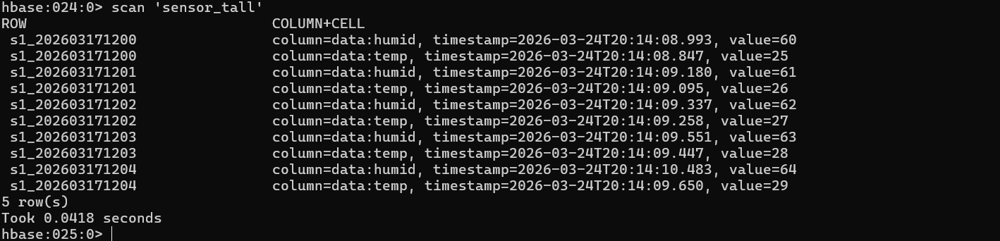 hbase:024:0> scan 'sensor_tall'
ROW COLUMN+CELL
s1_202603171200 column=data:humid, timestamp=2026-03-24T20:14:08.993, value=60
s1_202603171200 column=data:temp, timestamp=2026-03-24T20:14:08.847, value=25
s1_202603171201 column=data:humid, timestamp=2026-03-24T20:14:09.180, value=61
s1_202603171201 column=data:temp, timestamp=2026-03-24T20:14:09.095, value=26
s1_202603171202 column=data:humid, timestamp=2026-03-24T20:14:09.337, value=62
s1_202603171202 column=data:temp, timestamp=2026-03-24T20:14:09.258, value=27
s1_202603171203 column=data:humid, timestamp=2026-03-24T20:14:09.551, value=63
s1_202603171203 column=data:temp, timestamp=2026-03-24T20:14:09.447, value=28
s1_202603171204 column=data:humid, timestamp=2026-03-24T20:14:10.483, value=64
s1_202603171204 column=data:temp, timestamp=2026-03-24T20:14:09.650, value=29
5 row(s)
Took 0.0418 seconds
hbase:025:0>